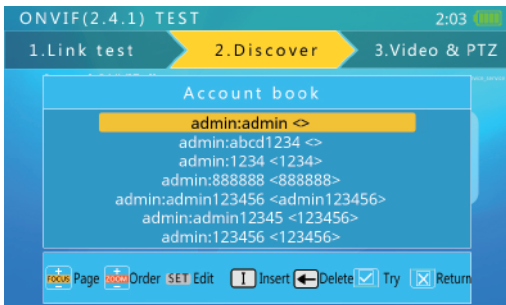 ONVIF(2.4.1) TEST 2:03
1.Link test 2.Discover 3.Video & PTZ
Account book
admin:admin <>
admin:abcd1234 <>
admin:1234 <1234>
admin:888888 <888888>
admin:admin123456 <admin123456>
admin:admin12345 <123456>
admin:123456 <123456>
FOCUS Page ZOOM Order SET Edit I Insert Delete Try Return